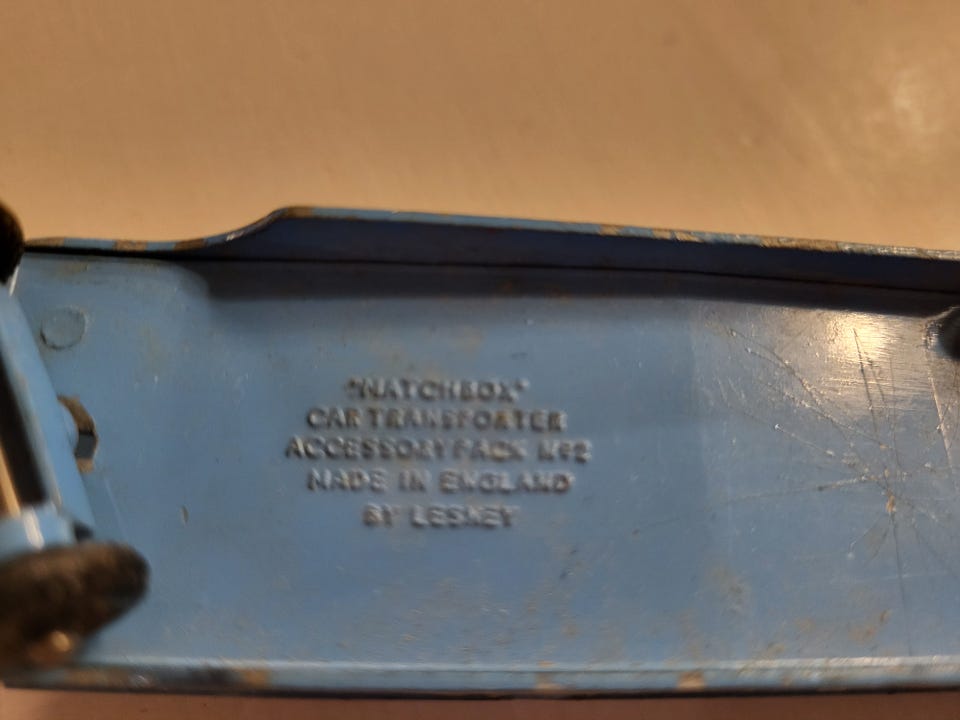 "MATCHBOX"
CAR TRANSPORTER
ACCESSORY PACK Nº2
MADE IN ENGLAND
BY LESNEY